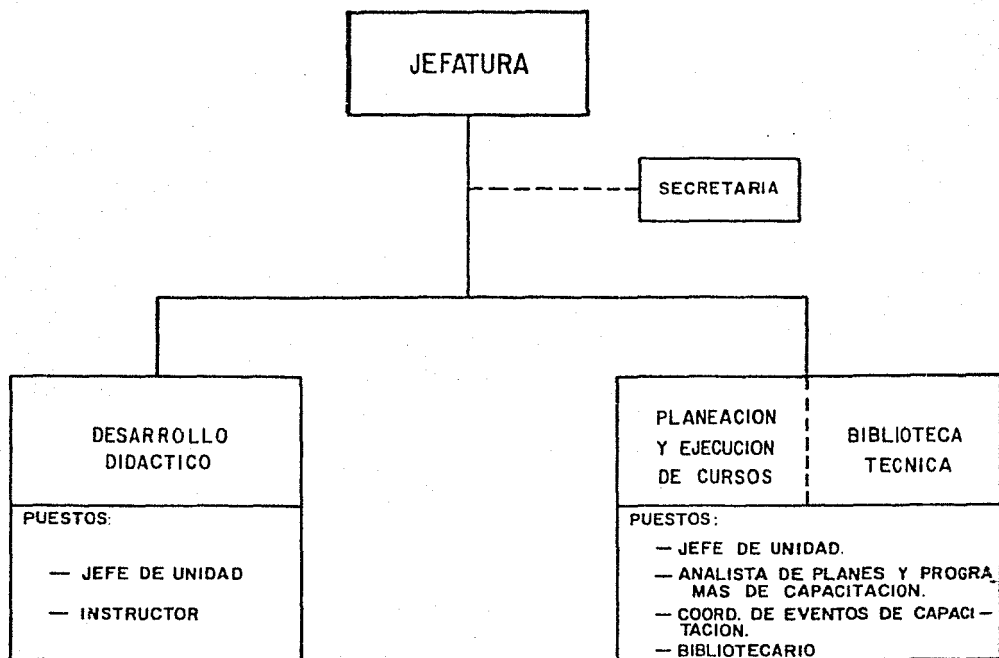 JEFATURA
SECRETARIA
DESARROLLO
DIDACTICO
PUESTOS:
— JEFE DE UNIDAD
— INSTRUCTOR
PLANEACION
Y EJECUCION
DE CURSOS
BIBLIOTECA
TECNICA
PUESTOS:
— JEFE DE UNIDAD.
— ANALISTA DE PLANES Y PROGRA_
MAS DE CAPACITACION.
— COORD. DE EVENTOS DE CAPACI—
TACION.
— BIBLIOTECARIO